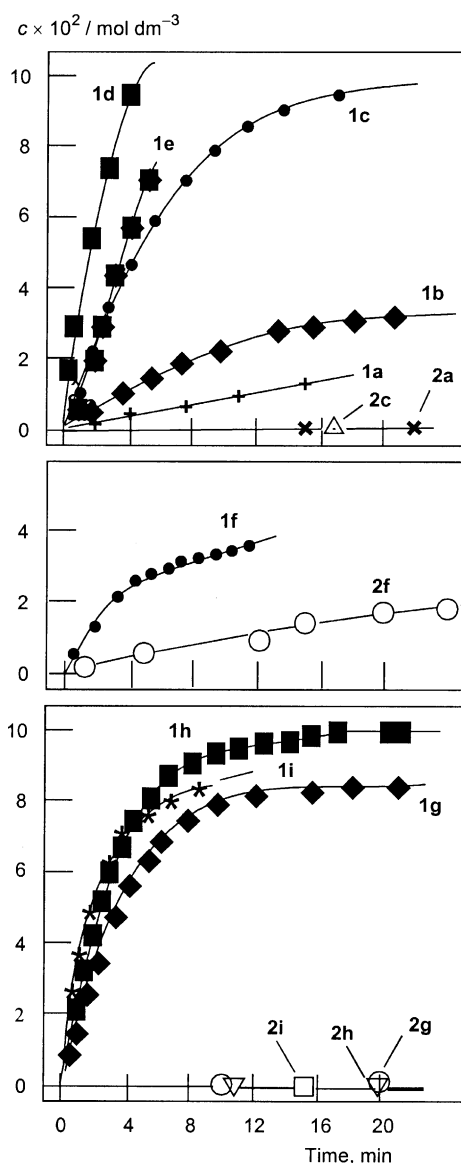 c × 10² / mol dm⁻³
10
1d
1c
8
1e
6
4
1b
2
1a
2a
2c
0
4
1f
2
2f
0
10
1h
1i
8
1g
6
4
2
2i
2h
2g
0
0 4 8 12 16 20
Time, min